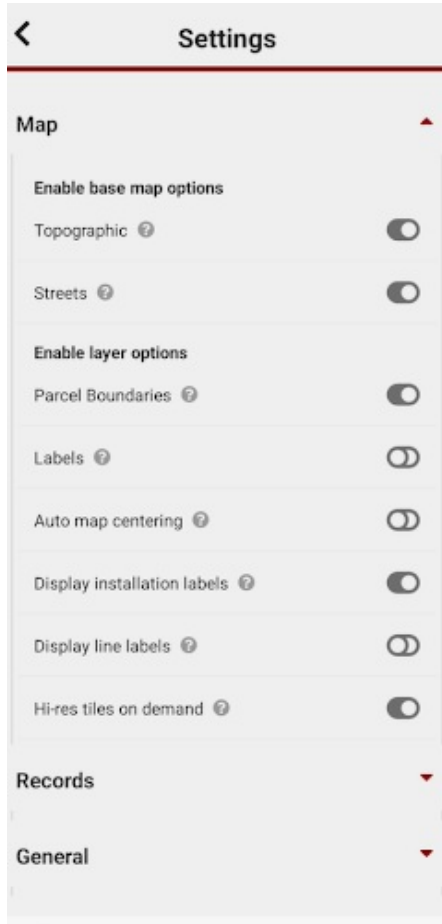 Settings
Map
Enable base map options
Topographic ?
Streets ?
Enable layer options
Parcel Boundaries ?
Labels ?
Auto map centering ?
Display installation labels ?
Display line labels ?
Hi-res tiles on demand ?
Records
General